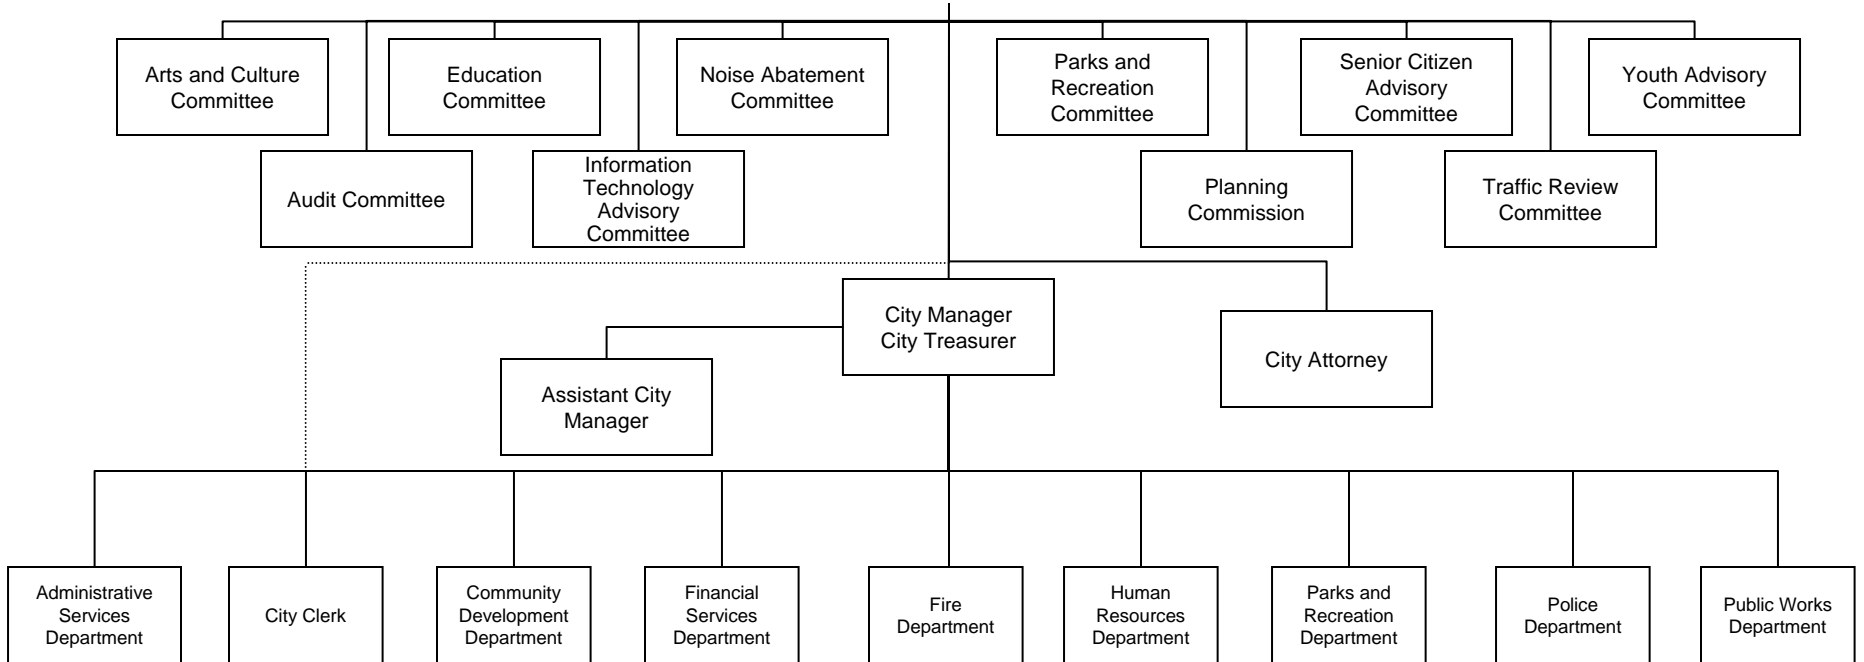 Arts and Culture
Committee
Education
Committee
Noise Abatement
Committee
Parks and
Recreation
Committee
Senior Citizen
Advisory
Committee
Youth Advisory
Committee
Audit Committee
Information
Technology
Advisory
Committee
Planning
Commission
Traffic Review
Committee
City Manager
City Treasurer
City Attorney
Assistant City
Manager
Administrative
Services
Department
City Clerk
Community
Development
Department
Financial
Services
Department
Fire
Department
Human
Resources
Department
Parks and
Recreation
Department
Police
Department
Public Works
Department